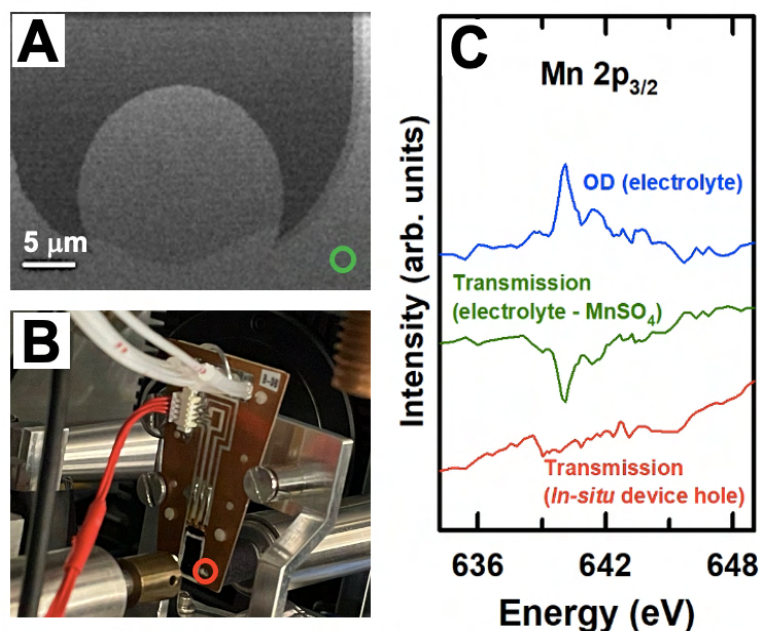 A
5 μm
B
C
Mn 2p3/2
OD (electrolyte)
Transmission
(electrolyte - MnSO4)
Transmission
(In-situ device hole)
Intensity (arb. units)
636 642 648
Energy (eV)